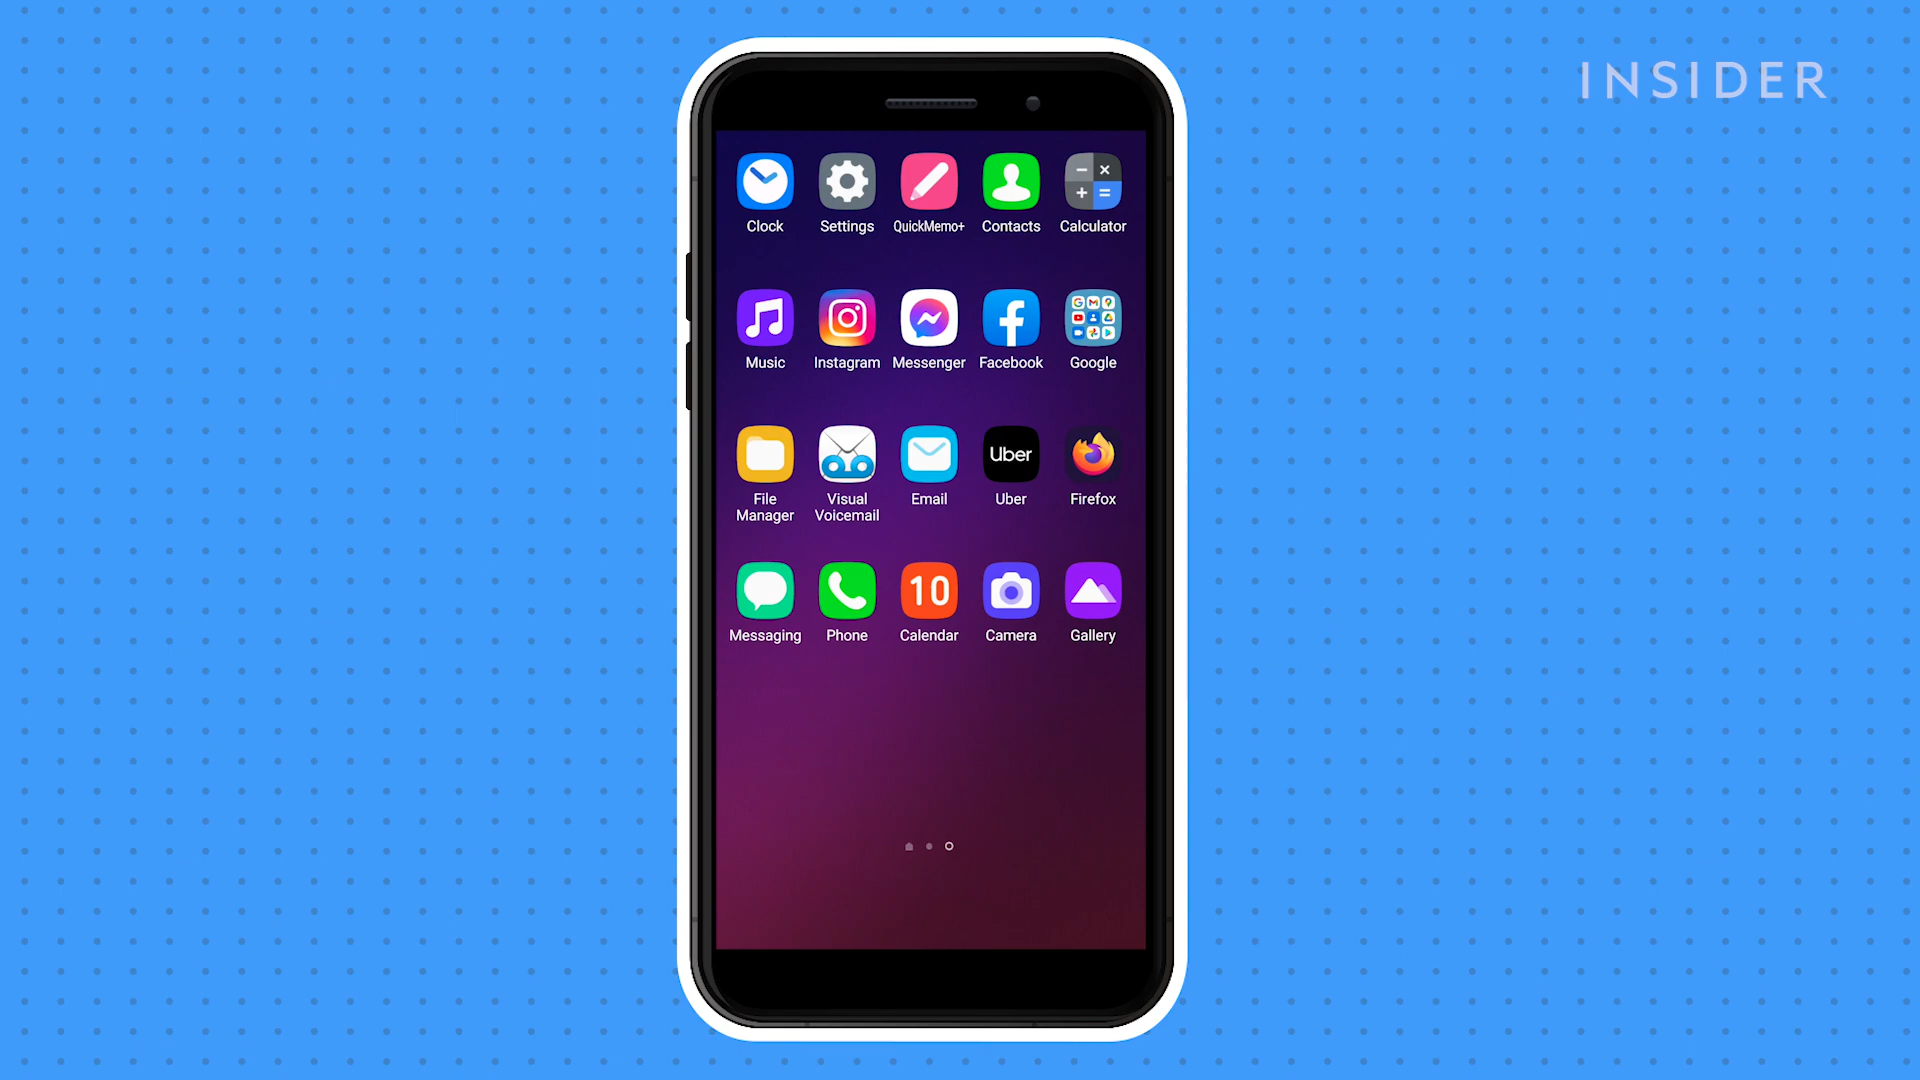 INSIDER
Clock
Settings
QuickMemo+
Contacts
Calculator
Music
Instagram
Messenger
Facebook
Google
File
Manager
Visual
Voicemail
Email
Uber
Uber
Firefox
Messaging
Phone
10
Calendar
Camera
Gallery